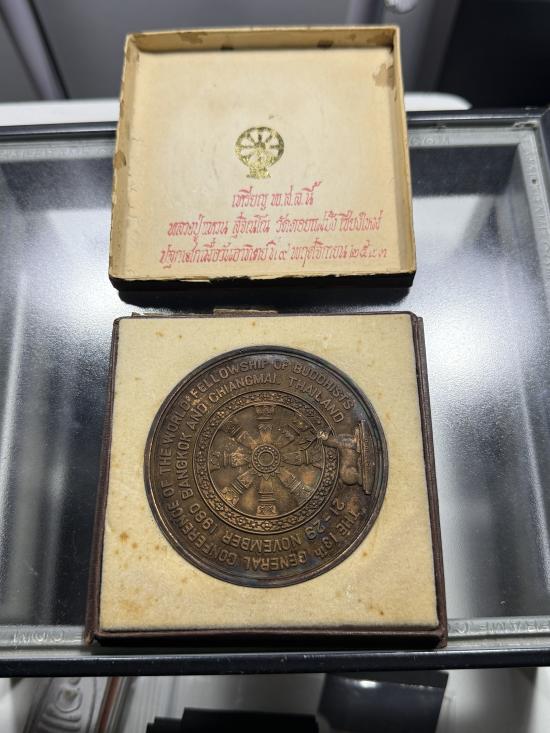 เหรียญ พ.ส.ล.นี้
หลวงปู่แหวน สุจิณฺโณ วัดดอยแม่ปั๋ง เชียงใหม่
ปลุกเสกเมื่อวันอาทิตย์ที่ ๙ พฤศจิกายน ๒๕๒๓
THE 13th GENERAL CONFERENCE OF THE WORLD FELLOWSHIP OF BUDDHISTS
21-29 NOVEMBER 1980 BANGKOK AND CHIANGMAI, THAILAND